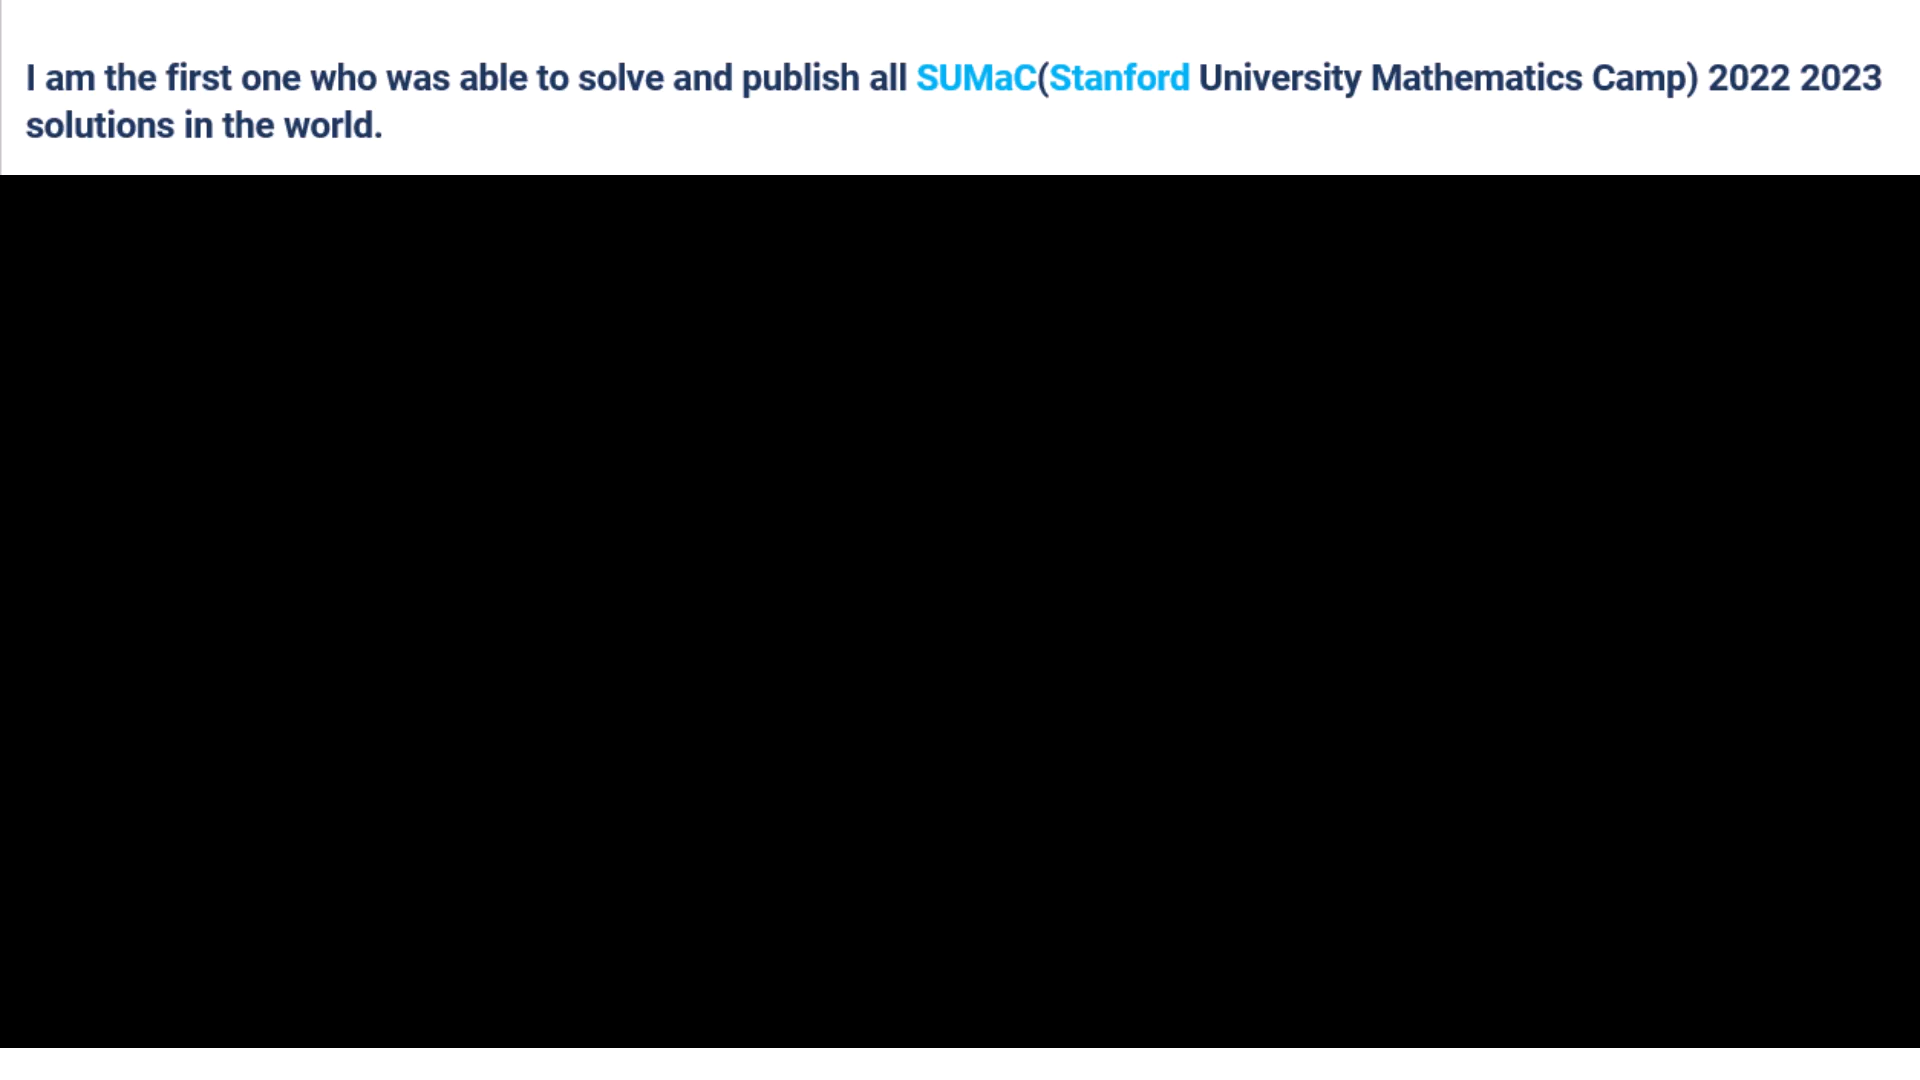 I am the first one who was able to solve and publish all SUMaC(Stanford University Mathematics Camp) 2022 2023
solutions in the world.